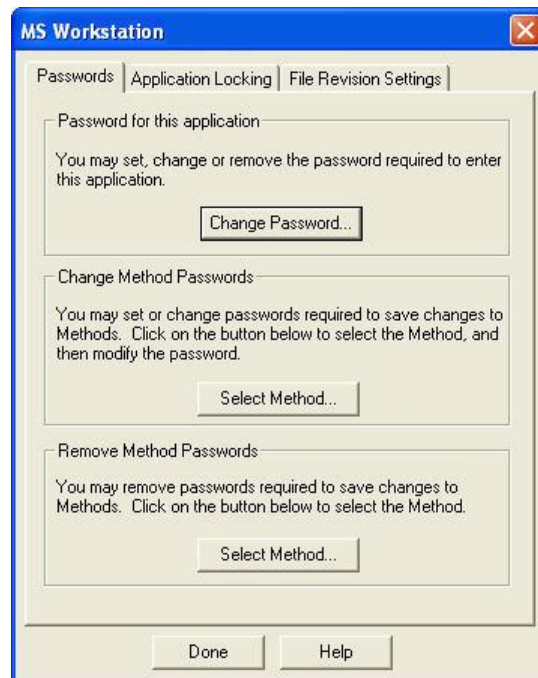 MS Workstation
Passwords
Application Locking
File Revision Settings
Password for this application
You may set, change or remove the password required to enter
this application.
Change Password...
Change Method Passwords
You may set or change passwords required to save changes to
Methods. Click on the button below to select the Method, and
then modify the password.
Select Method...
Remove Method Passwords
You may remove passwords required to save changes to
Methods. Click on the button below to select the Method.
Select Method...
Done
Help